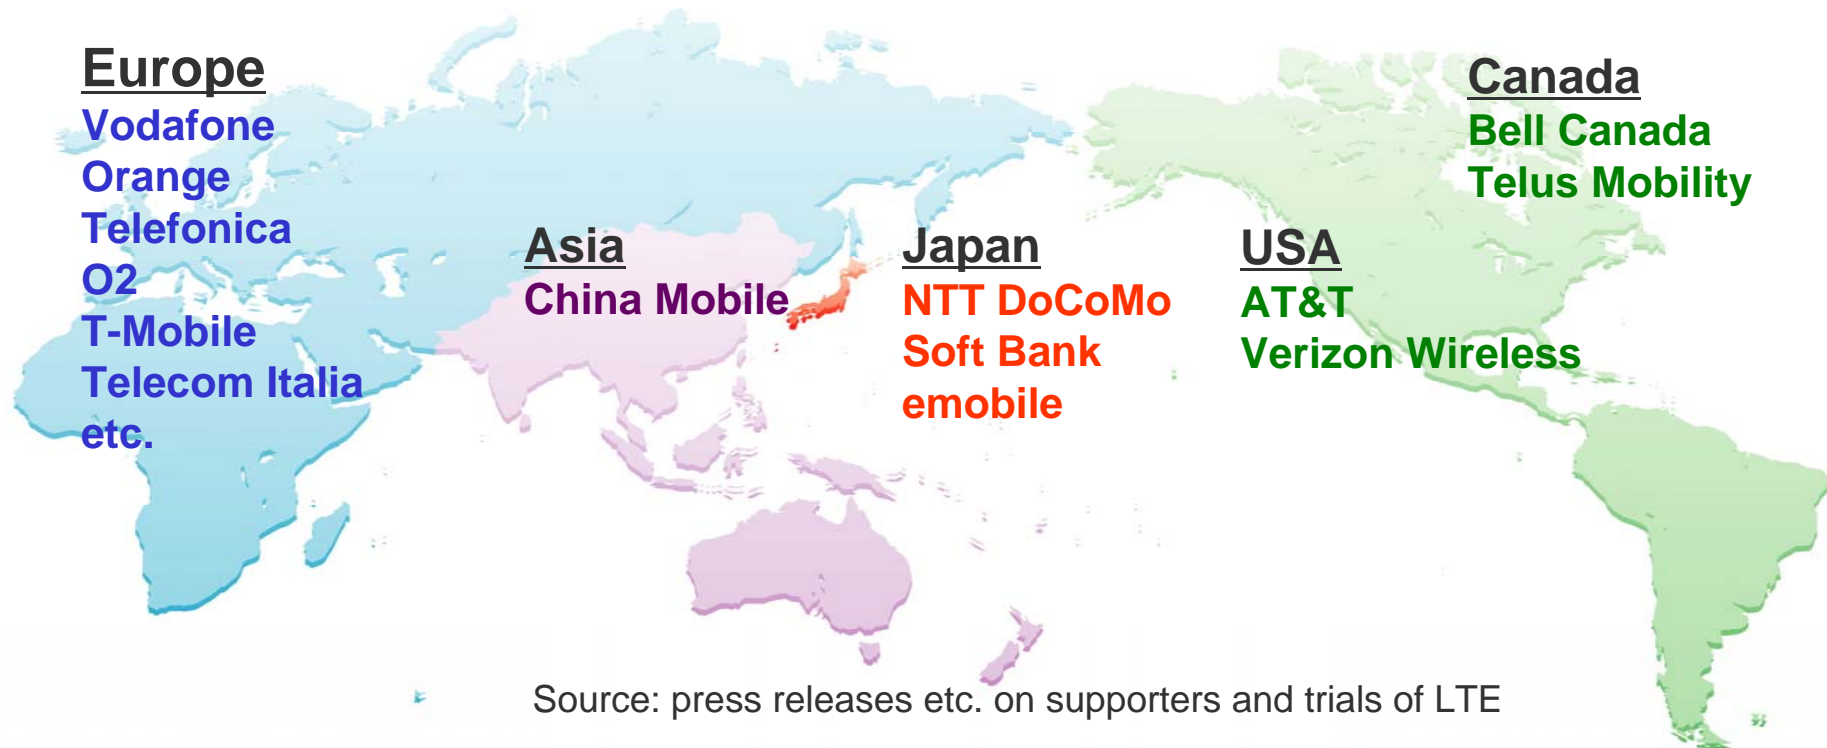 Europe
Vodafone
Orange
Telefonica
O2
T-Mobile
Telecom Italia
etc.
Asia
China Mobile
Japan
NTT DoCoMo
Soft Bank
emobile
USA
AT&T
Verizon Wireless
Canada
Bell Canada
Telus Mobility
Source: press releases etc. on supporters and trials of LTE